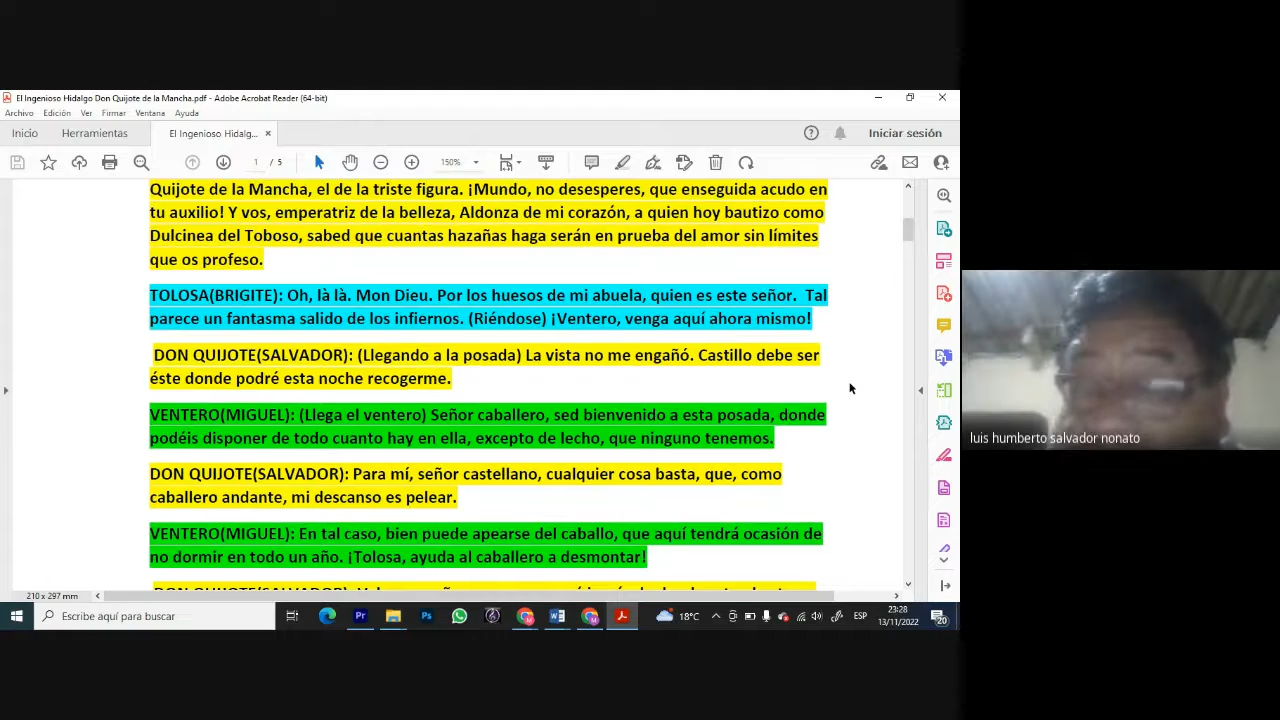 El Ingenioso Hidalgo Don Quijote de la Mancha.pdf - Adobe Acrobat Reader (64-bit)
Archivo Edición Ver Firmar Ventana Ayuda
Inicio Herramientas El Ingenioso Hidalg... Iniciar sesión
1 / 5 150%
Quijote de la Mancha, el de la triste figura. ¡Mundo, no desesperes, que enseguida acudo en
tu auxilio! Y vos, emperatriz de la belleza, Aldonza de mi corazón, a quien hoy bautizo como
Dulcinea del Toboso, sabed que cuantas hazañas haga serán en prueba del amor sin límites
que os profeso.
TOLOSA(BRIGITE): Oh, là là. Mon Dieu. Por los huesos de mi abuela, quien es este señor. Tal
parece un fantasma salido de los infiernos. (Riéndose) ¡Ventero, venga aquí ahora mismo!
DON QUIJOTE(SALVADOR): (Llegando a la posada) La vista no me engañó. Castillo debe ser
éste donde podré esta noche recogerme.
VENTERO(MIGUEL): (Llega el ventero) Señor caballero, sed bienvenido a esta posada, donde
podéis disponer de todo cuanto hay en ella, excepto de lecho, que ninguno tenemos.
DON QUIJOTE(SALVADOR): Para mí, señor castellano, cualquier cosa basta, que, como
caballero andante, mi descanso es pelear.
VENTERO(MIGUEL): En tal caso, bien puede apearse del caballo, que aquí tendrá ocasión de
no dormir en todo un año. ¡Tolosa, ayuda al caballero a desmontar!
DON QUIJOTE(SALVADOR):
210 x 297 mm
Escribe aquí para buscar
Pr
Ps
18°C
ESP
23:28
13/11/2022
20
luis humberto salvador nonato